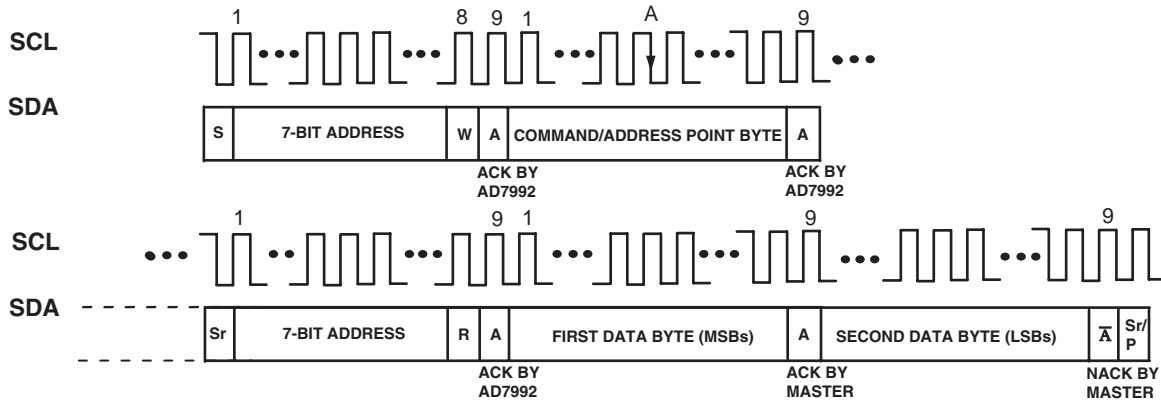 1 8 9 1 A 9
SCL
SDA
S 7-BIT ADDRESS W A COMMAND/ADDRESS POINT BYTE A
ACK BY AD7992
ACK BY AD7992
1 9 1 9 9
SCL
SDA
Sr 7-BIT ADDRESS R A FIRST DATA BYTE (MSBs) A SECOND DATA BYTE (LSBs) A̅ Sr/P
ACK BY AD7992
ACK BY MASTER
NACK BY MASTER